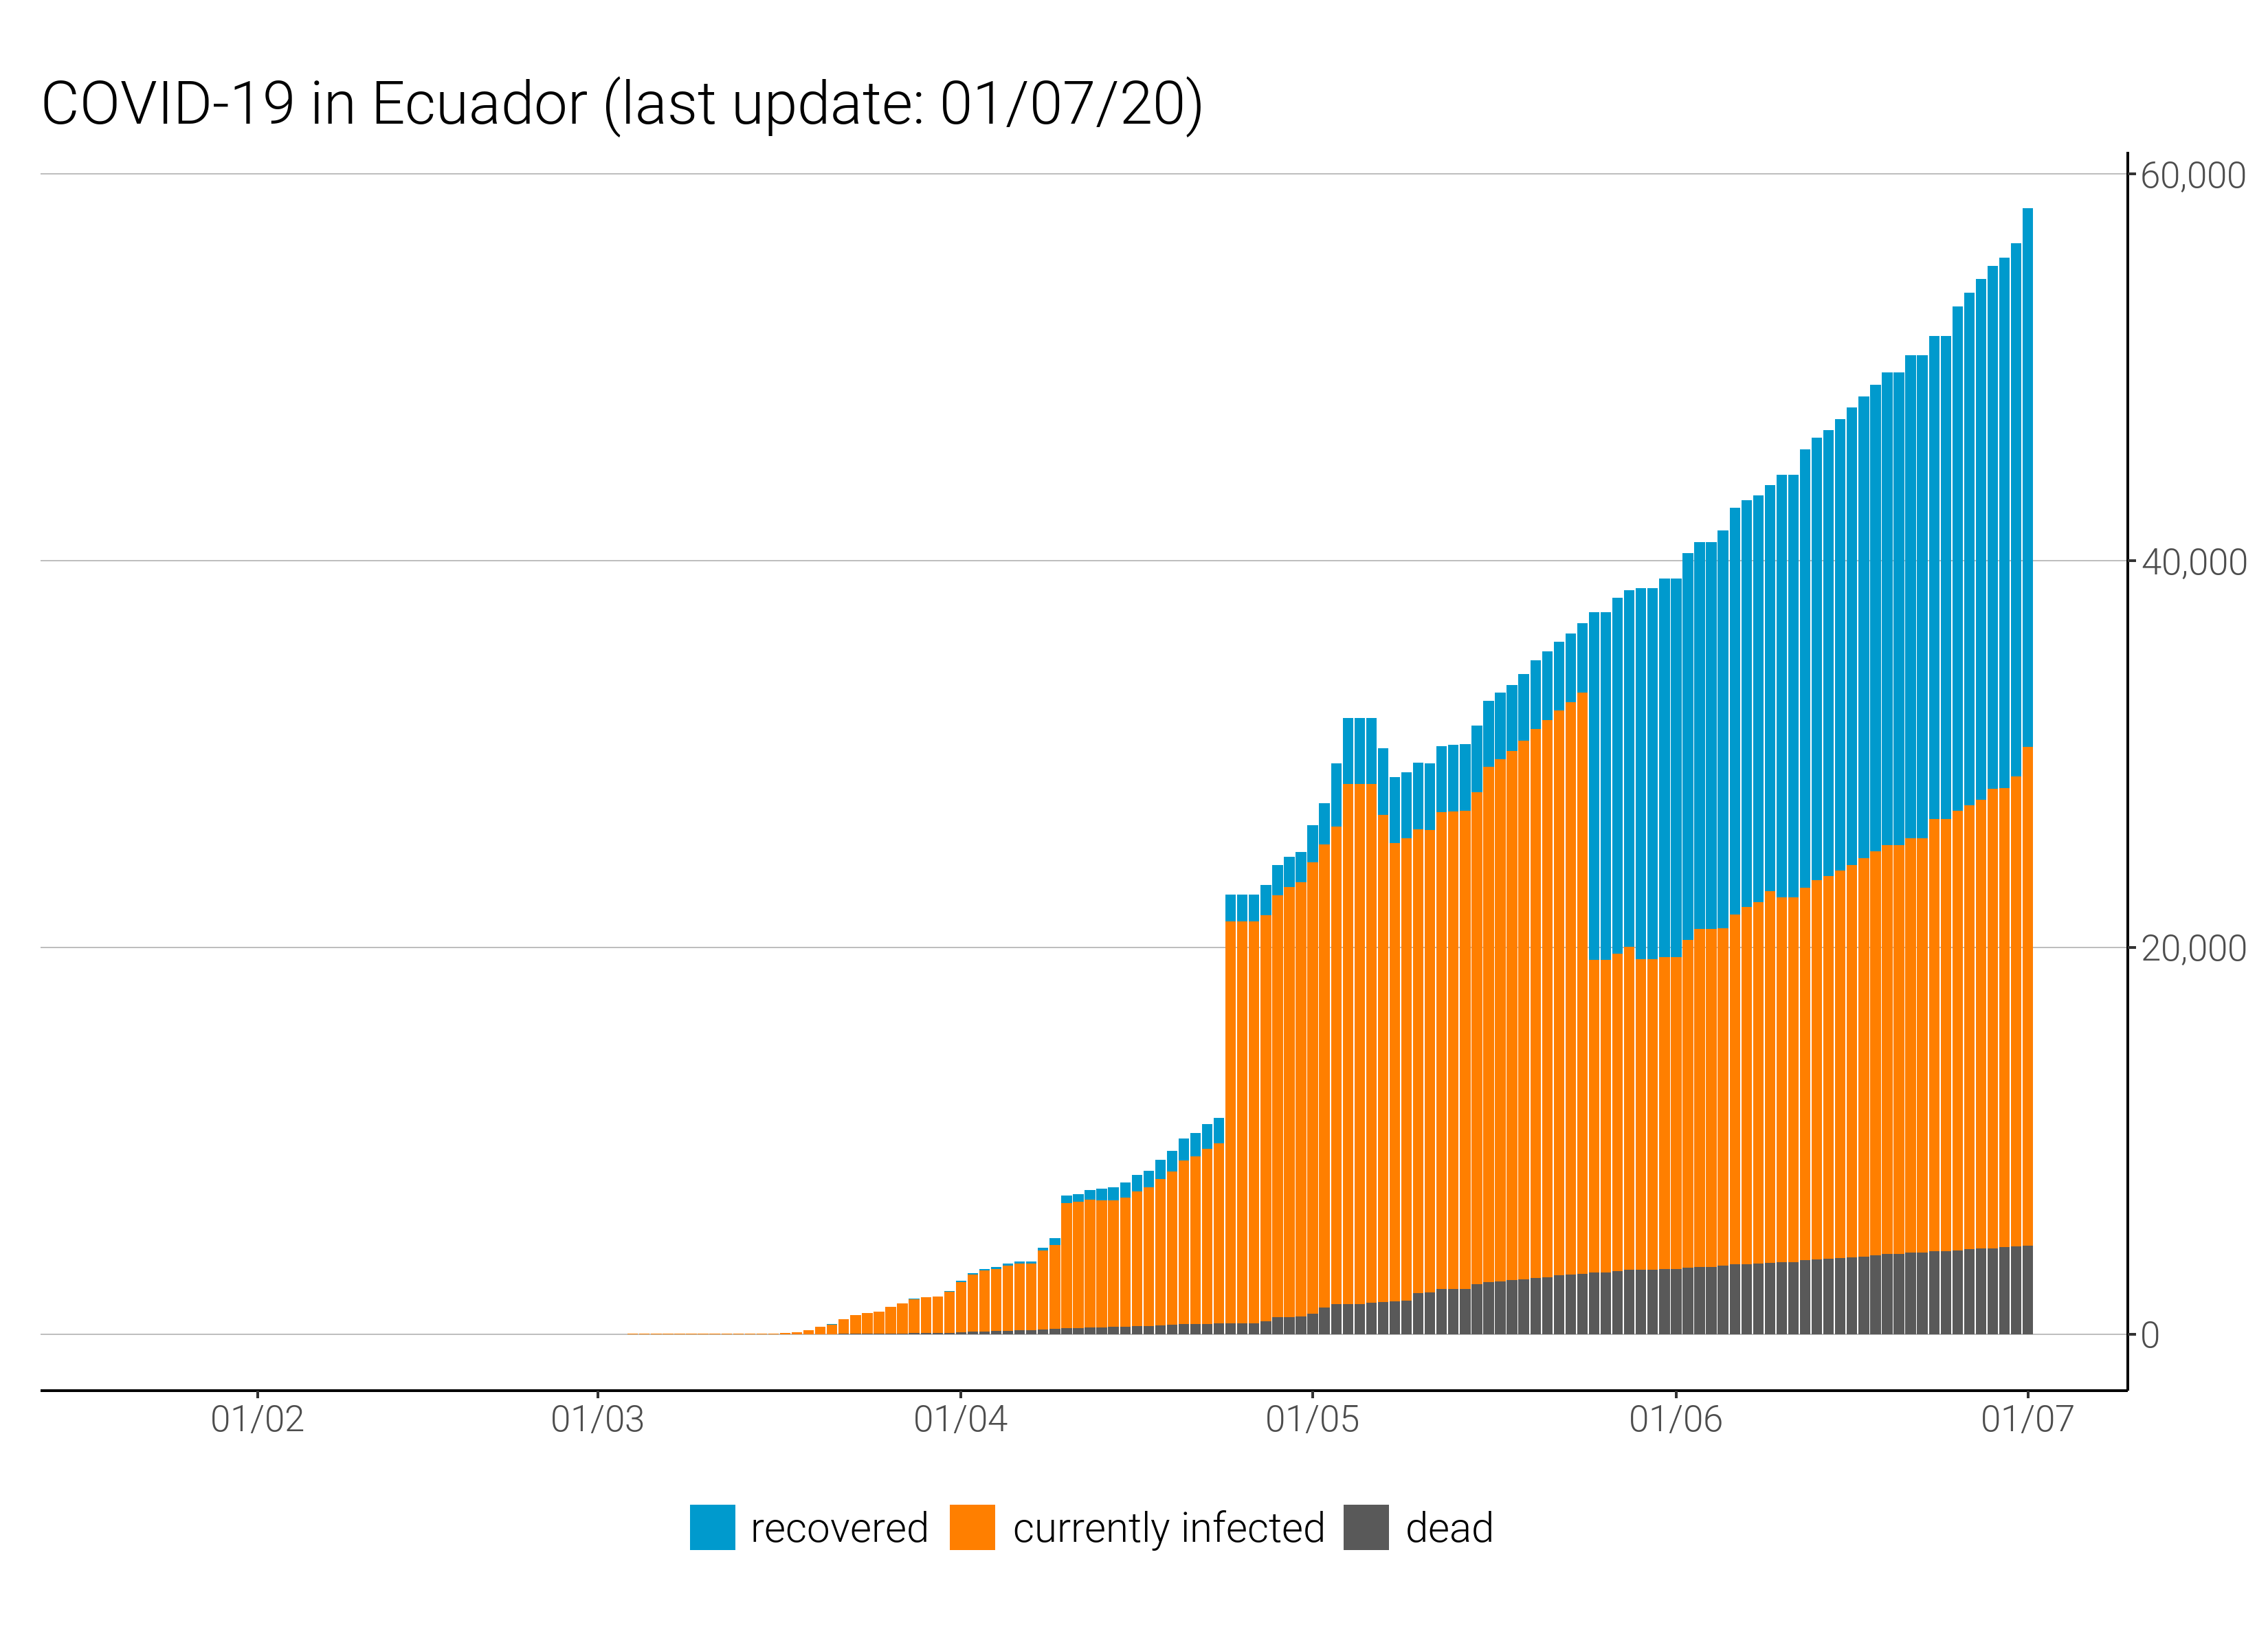 COVID-19 in Ecuador (last update: 01/07/20)
60,000
40,000
20,000
0
01/02 01/03 01/04 01/05 01/06 01/07
recovered currently infected dead